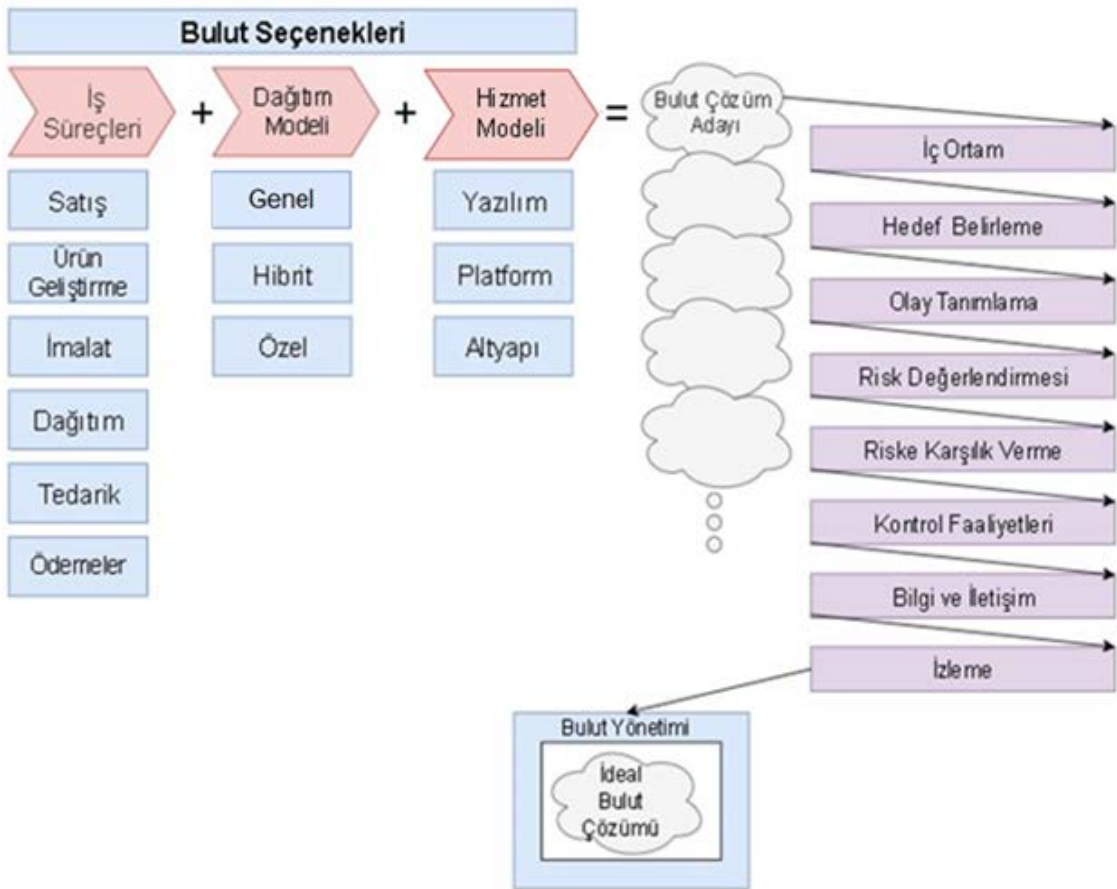 Bulut Seçenekleri
İş
Süreçleri
+
Dağıtım
Modeli
+
Hizmet
Modeli
=
Bulut Çözüm
Adayı
Satış
Ürün
Geliştirme
İmalat
Dağıtım
Tedarik
Ödemeler
Genel
Hibrit
Özel
Yazılım
Platform
Altyapı
İç Ortam
Hedef Belirleme
Olay Tanımlama
Risk Değerlendirmesi
Riske Karşılık Verme
Kontrol Faaliyetleri
Bilgi ve İletişim
İzleme
Bulut Yönetimi
İdeal
Bulut
Çözümü